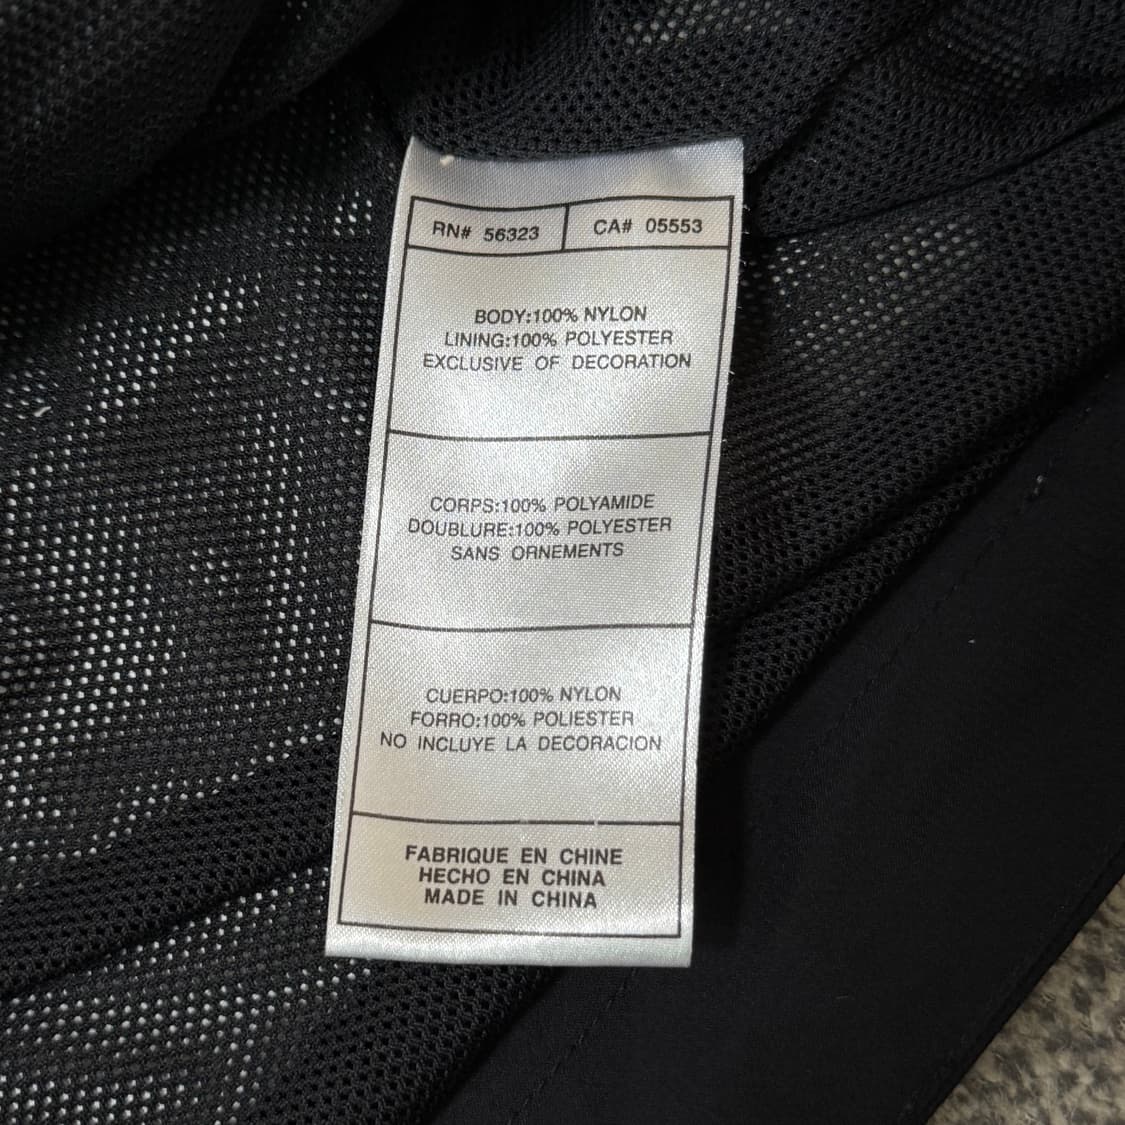 RN# 56323 CA# 05553
BODY:100% NYLON
LINING:100% POLYESTER
EXCLUSIVE OF DECORATION
CORPS:100% POLYAMIDE
DOUBLURE:100% POLYESTER
SANS ORNEMENTS
CUERPO:100% NYLON
FORRO:100% POLIESTER
NO INCLUYE LA DECORACION
FABRIQUE EN CHINE
HECHO EN CHINA
MADE IN CHINA